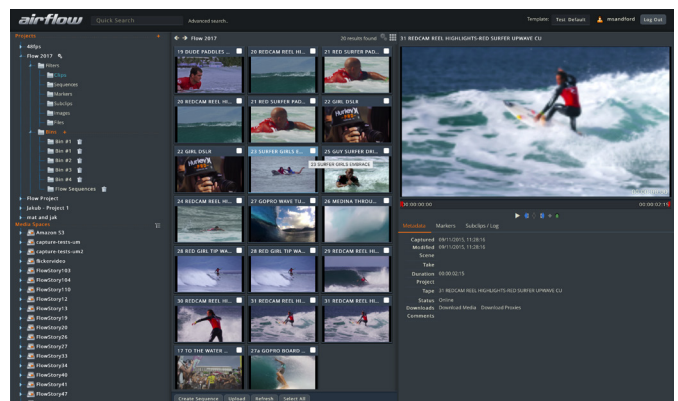 airflow
Quick Search
Advanced search..
Template:
Test Default
msandford
Log Out
Projects
48fps
Flow 2017
Filters
Clips
Sequences
Markers
Subclips
Images
Files
Bins
Bin #1
Bin #1
Bin #2
Bin #3
Bin #4
Flow Sequences
Flow Project
Jakub - Project 1
mat and jak
Media Spaces
Amazon S3
capture-tests-um
capture-tests-um2
flickervideo
FlowStory103
FlowStory104
FlowStory110
FlowStory12
FlowStory13
FlowStory19
FlowStory20
FlowStory26
FlowStory27
FlowStory33
FlowStory34
FlowStory40
FlowStory41
FlowStory47
Flow 2017
20 results found
19 DUDE PADDLES ...
20 REDCAM REEL HI...
21 RED SURFER PAD...
20 REDCAM REEL HI...
21 RED SURFER PAD...
22 GIRL DSLR
22 GIRL DSLR
23 SURFER GIRLS E...
25 GUY SURFER DRI...
23 SURFER GIRLS EMBRACE
24 REDCAM REEL HI...
27 GOPRO WAVE TU...
26 MEDINA THROU...
28 RED GIRL TIP WA...
28 RED GIRL TIP WA...
29 REDCAM REEL HI...
30 REDCAM REEL HI...
31 REDCAM REEL HI...
31 REDCAM REEL HI...
17 TO THE WATER ...
27a GOPRO BOARD ...
Create Sequence
Upload
Refresh
Select All
31 REDCAM REEL HIGHLIGHTS-RED SURFER UPWAVE CU
00:00:00:00
00:00:02:15
Metadata
Markers
Subclips / Log
Captured 09/11/2015, 11:28:16
Modified 09/11/2015, 11:28:16
Scene
Take
Duration 00:00:02:15
Project
Tape 31 REDCAM REEL HIGHLIGHTS-RED SURFER UPWAVE CU
Status Online
Downloads Download Media Download Proxies
Comments